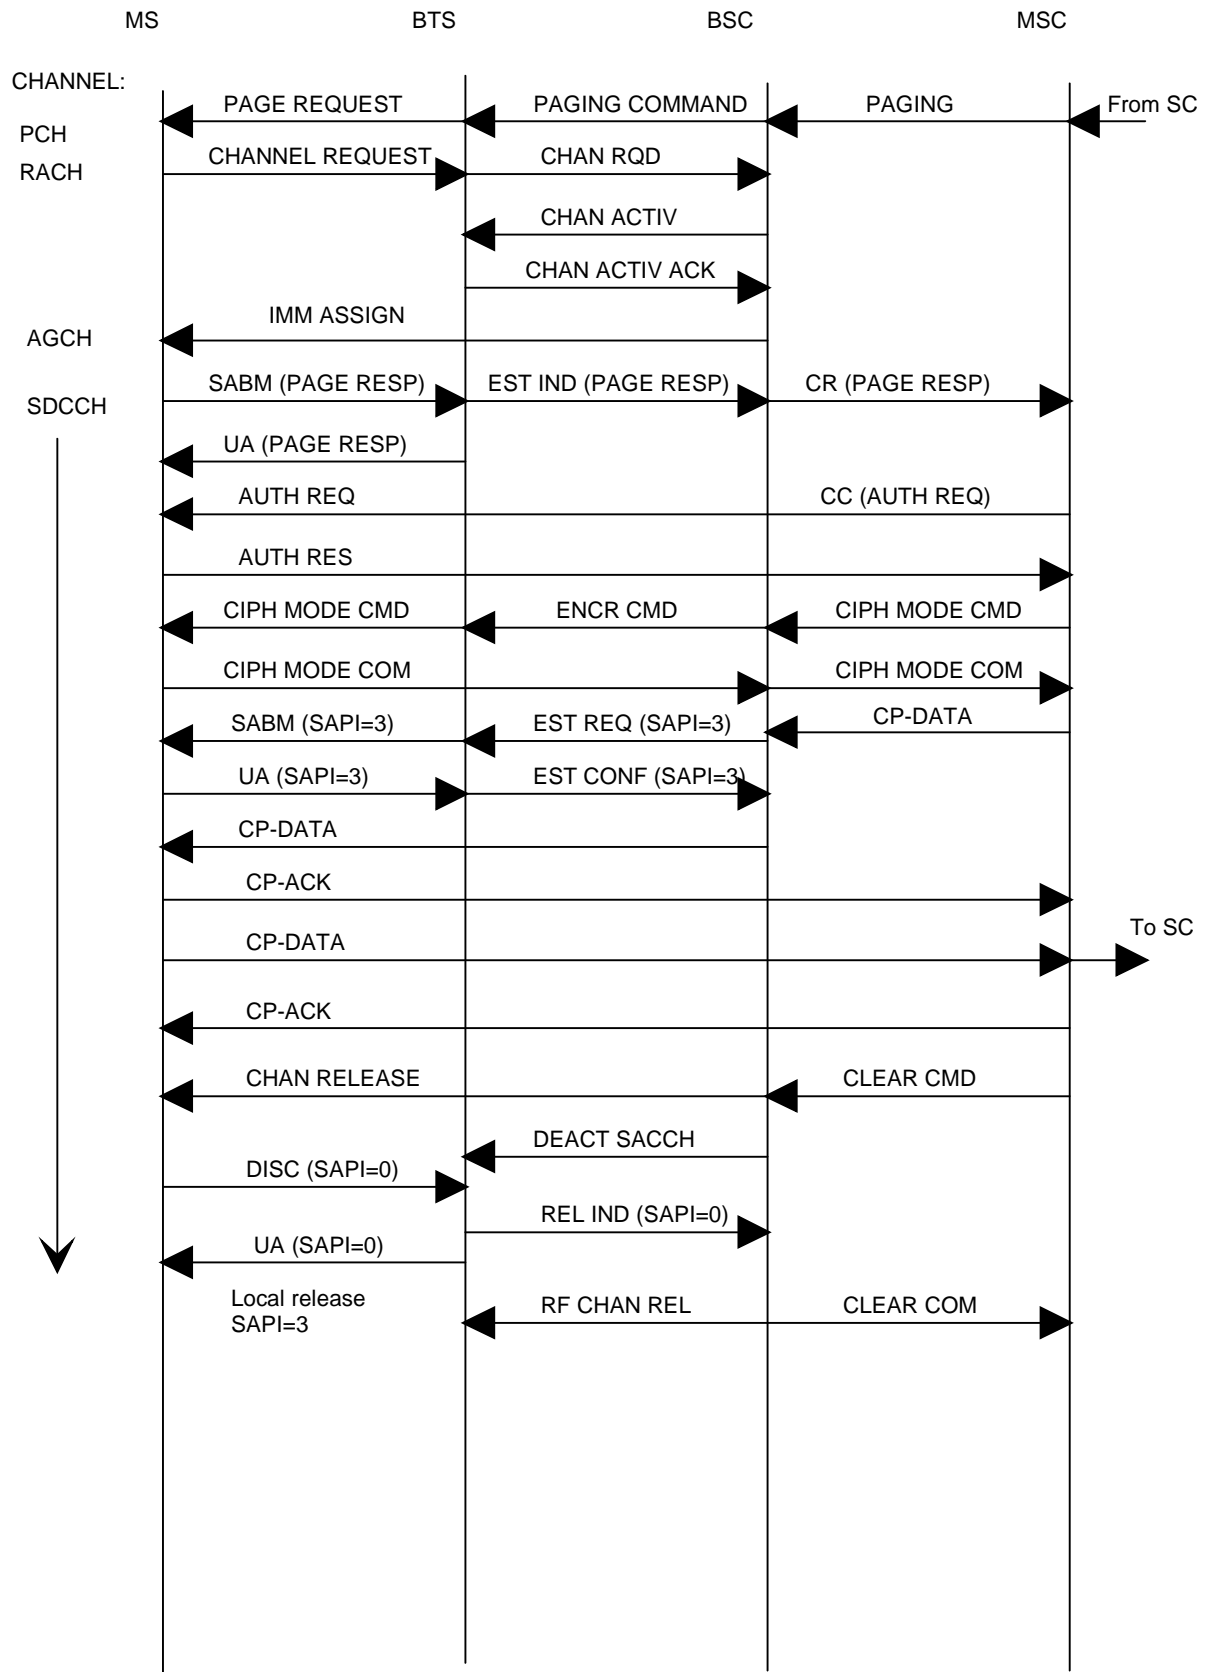 MS BTS BSC MSC
CHANNEL:
PAGE REQUEST PAGING COMMAND PAGING From SC
PCH
CHANNEL REQUEST CHAN RQD
RACH
CHAN ACTIV
CHAN ACTIV ACK
IMM ASSIGN
AGCH
SABM (PAGE RESP) EST IND (PAGE RESP) CR (PAGE RESP)
SDCCH
UA (PAGE RESP)
AUTH REQ CC (AUTH REQ)
AUTH RES
CIPH MODE CMD ENCR CMD CIPH MODE CMD
CIPH MODE COM CIPH MODE COM
CP-DATA
SABM (SAPI=3) EST REQ (SAPI=3)
UA (SAPI=3) EST CONF (SAPI=3)
CP-DATA
CP-ACK
To SC
CP-DATA
CP-ACK
CHAN RELEASE CLEAR CMD
DEACT SACCH
DISC (SAPI=0)
REL IND (SAPI=0)
UA (SAPI=0)
Local release RF CHAN REL CLEAR COM
SAPI=3